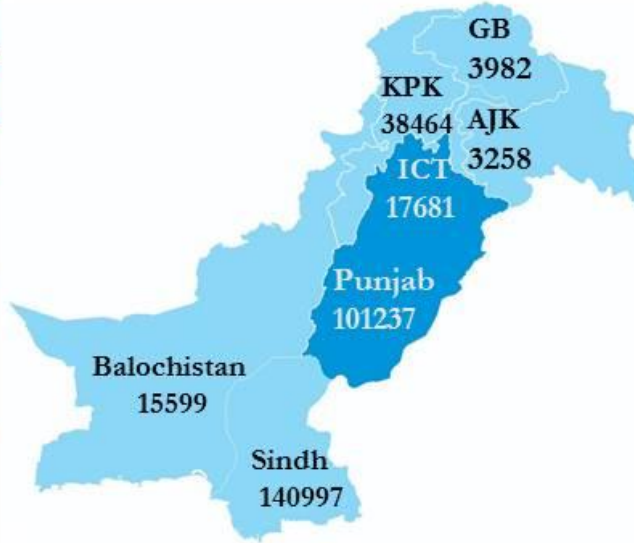 GB
3982
KPK
38464
AJK
3258
ICT
17681
Punjab
101237
Balochistan
15599
Sindh
140997